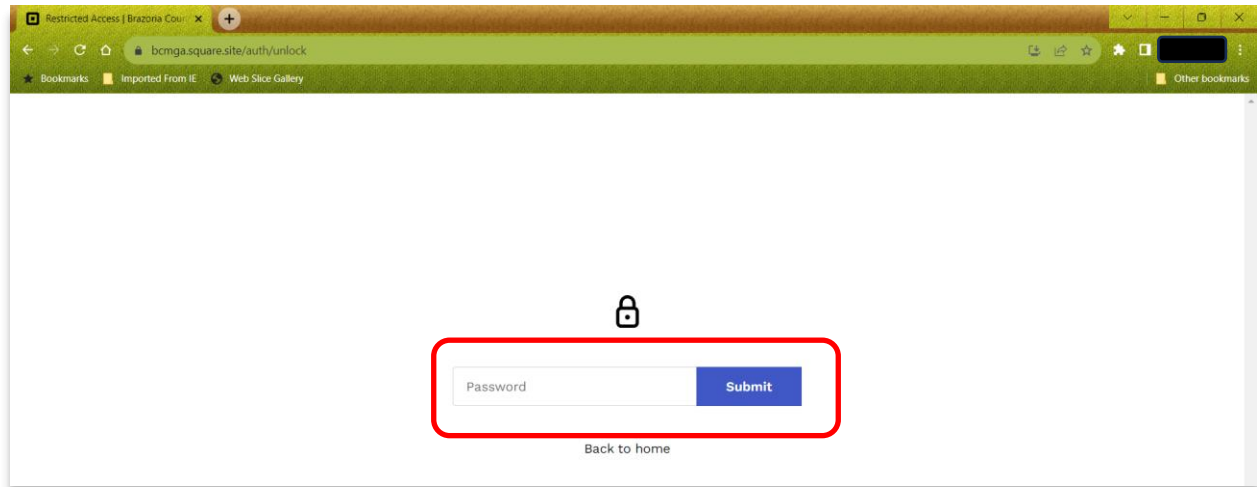 Restricted Access | Brazoria Cour
bcmga.square.site/auth/unlock
Bookmarks Imported From IE Web Slice Gallery Other bookmarks
Password Submit
Back to home